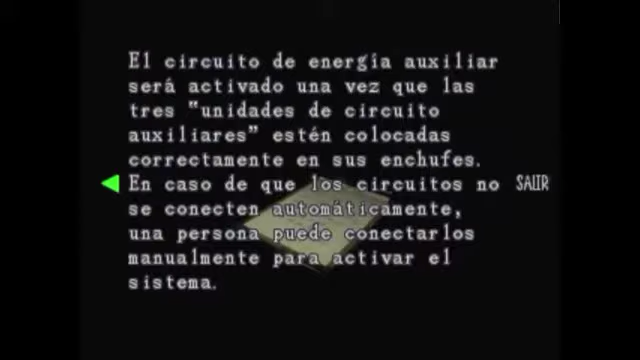 El circuito de energía auxiliar
será activado una vez que las
tres "unidades de circuito
auxiliares" estén colocadas
correctamente en sus enchufes.
En caso de que los circuitos no
se conecten automáticamente,
una persona puede conectarlos
manualmente para activar el
sistema.
SALIR